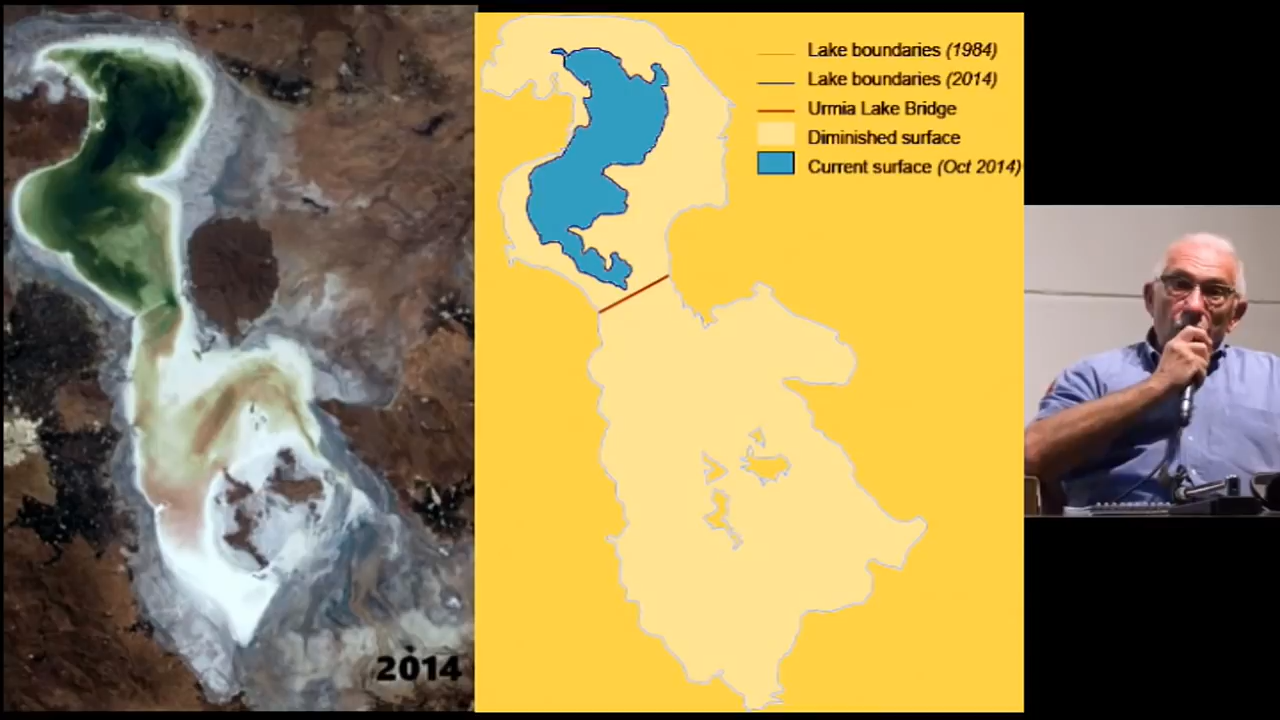 2014
Lake boundaries (1984)
Lake boundaries (2014)
Urmia Lake Bridge
Diminished surface
Current surface (Oct 2014)